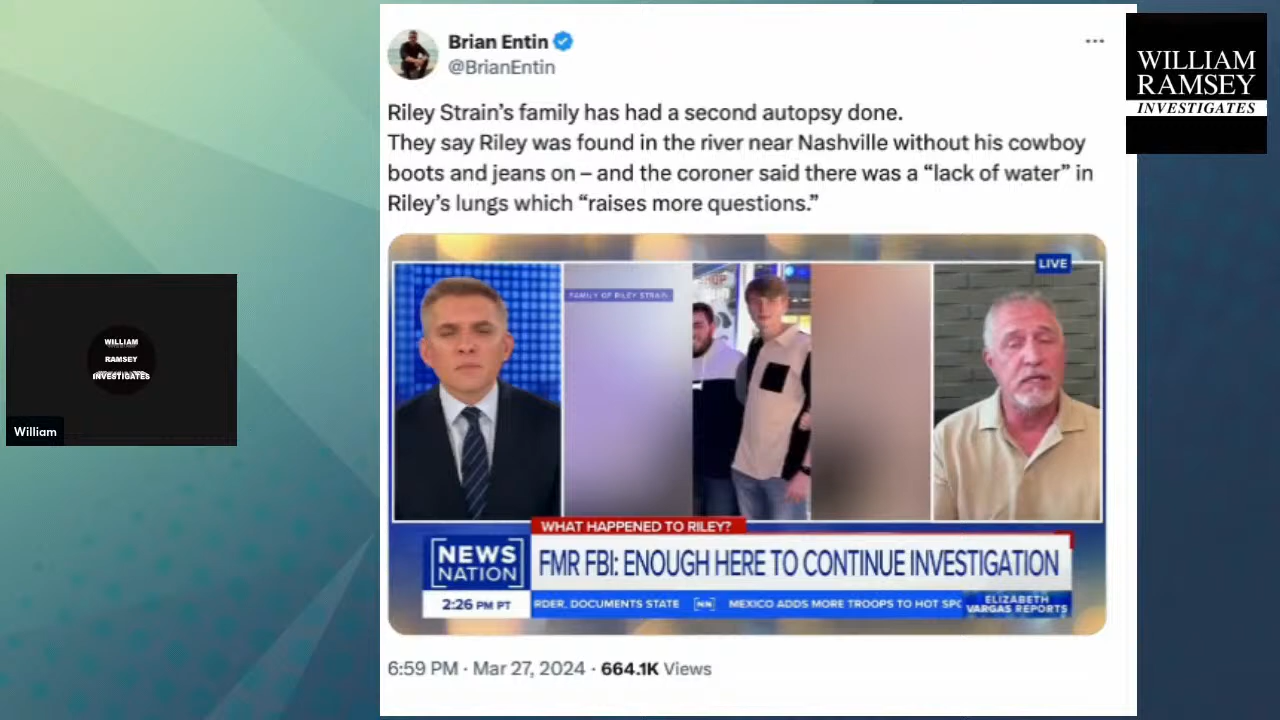 Brian Entin
@BrianEntin
Riley Strain's family has had a second autopsy done.
They say Riley was found in the river near Nashville without his cowboy
boots and jeans on – and the coroner said there was a “lack of water” in
Riley's lungs which “raises more questions.”
LIVE
FAMILY OF RILEY STRAIN
WHAT HAPPENED TO RILEY?
NEWS
NATION
FMR FBI: ENOUGH HERE TO CONTINUE INVESTIGATION
2:26 PM PT
RDER, DOCUMENTS STATE
NN
MEXICO ADDS MORE TROOPS TO HOT SPO
ELIZABETH
VARGAS REPORTS
6:59 PM · Mar 27, 2024 · 664.1K Views
WILLIAM
RAMSEY
INVESTIGATES
William
WILLIAM
RAMSEY
INVESTIGATES